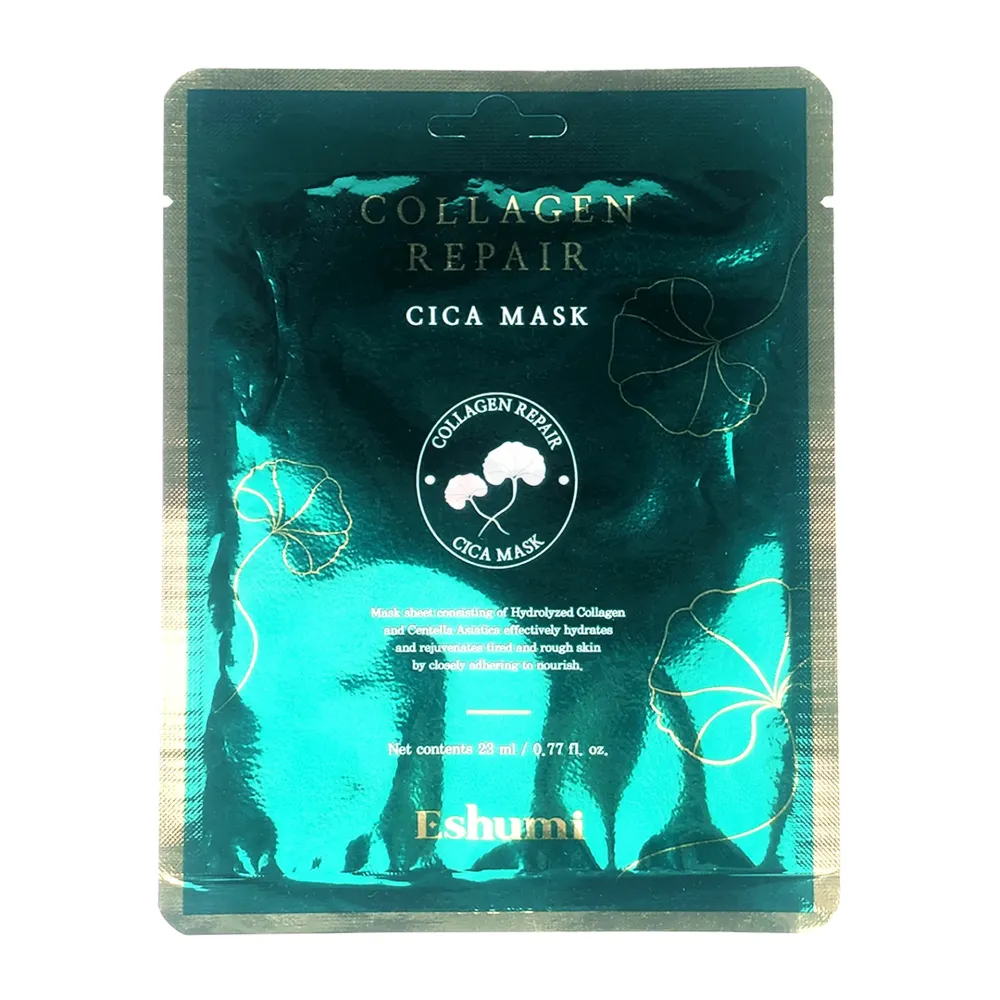 COLLAGEN
REPAIR
CICA MASK
COLLAGEN REPAIR
CICA MASK
Mask sheet consisting of Hydrolyzed Collagen
and Centella Asiatica effectively hydrates
and rejuvenates tired and rough skin
by closely adhering to nourish.
Net contents 23 ml / 0.77 fl. oz.
Eshumi